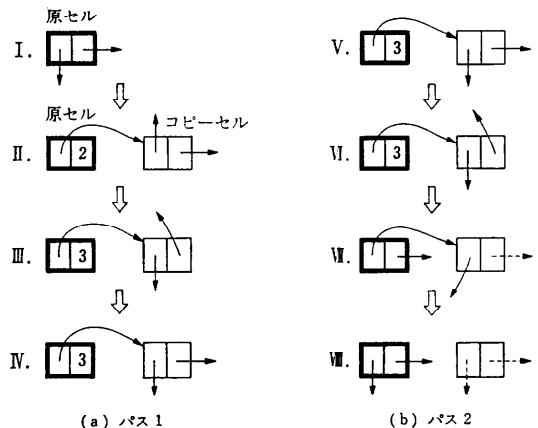 原セル
Ⅰ.
原セル
コピーセル
Ⅱ. 2
Ⅲ. 3
Ⅳ. 3
(a) パス1
Ⅴ. 3
Ⅵ. 3
Ⅶ.
Ⅷ.
(b) パス2